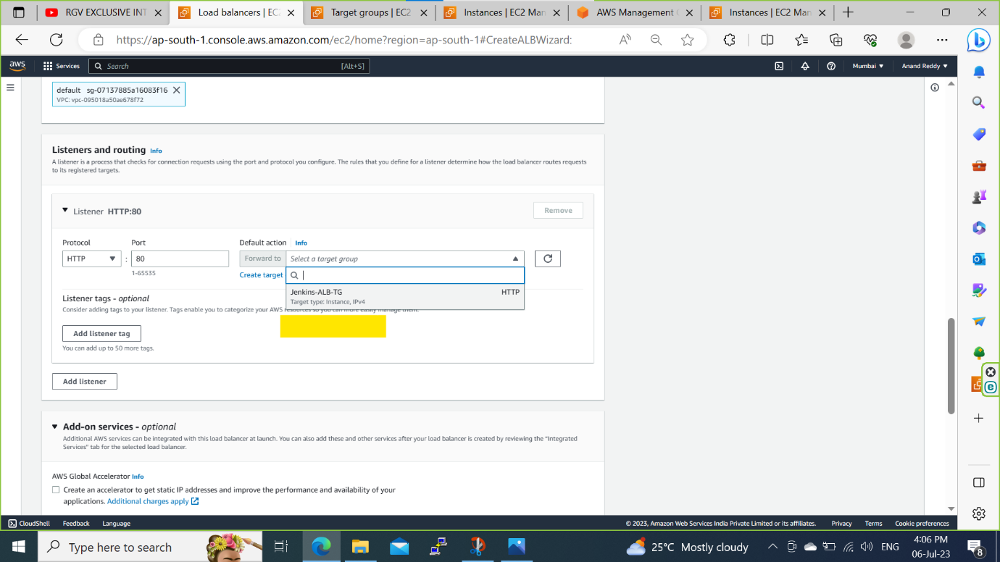 RGV EXCLUSIVE INT
Load balancers | EC
Target groups | EC2
Instances | EC2 Man
AWS Management C
Instances | EC2 Man
https://ap-south-1.console.aws.amazon.com/ec2/home?region=ap-south-1#CreateALBWizard:
aws
Services
Search
[Alt+S]
Mumbai
Anand Reddy
default sg-07137885a16083f16
VPC: vpc-095018a50ae678f72
Listeners and routing Info
A listener is a process that checks for connection requests using the port and protocol you configure. The rules that you define for a listener determine how the load balancer routes requests
to its registered targets.
Listener HTTP:80
Remove
Protocol
Port
Default action
Info
HTTP
:
80
Forward to
Select a target group
1-65535
Create target
Jenkins-ALB-TG
HTTP
Target type: Instance, IPv4
Listener tags - optional
Consider adding tags to your listener. Tags enable you to categorize your AWS resources so you can more easily manage them.
Add listener tag
You can add up to 50 more tags.
Add listener
Add-on services - optional
Additional AWS services can be integrated with this load balancer at launch. You can also add these and other services after your load balancer is created by reviewing the "Integrated
Services" tab for the selected load balancer.
AWS Global Accelerator Info
Create an accelerator to get static IP addresses and improve the performance and availability of your
applications. Additional charges apply
CloudShell
Feedback
Language
© 2023, Amazon Web Services India Private Limited or its affiliates.
Privacy
Terms
Cookie preferences
Type here to search
25°C Mostly cloudy
ENG
4:06 PM
06-Jul-23
8